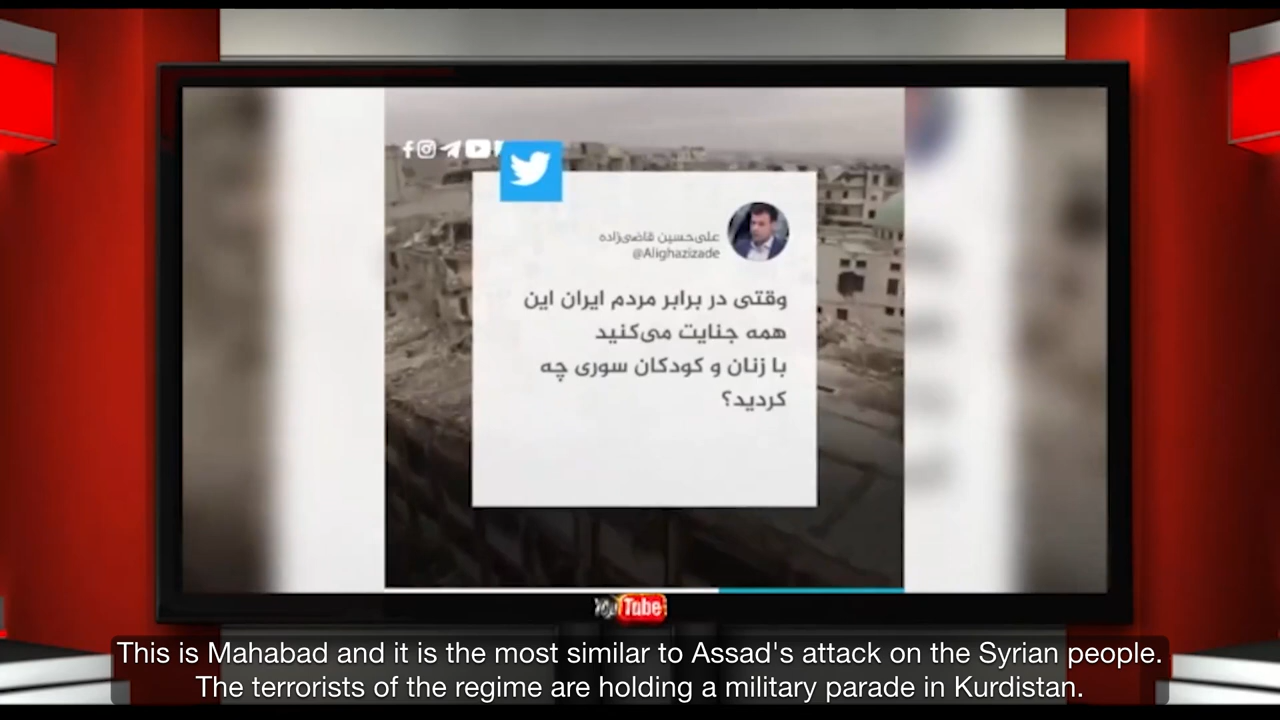 علی‌حسین قاضی‌زاده
@Alighazizade
وقتی در برابر مردم ایران این
همه جنایت می‌کنید
با زنان و کودکان سوری چه
کردید؟
YouTube
This is Mahabad and it is the most similar to Assad's attack on the Syrian people.
The terrorists of the regime are holding a military parade in Kurdistan.